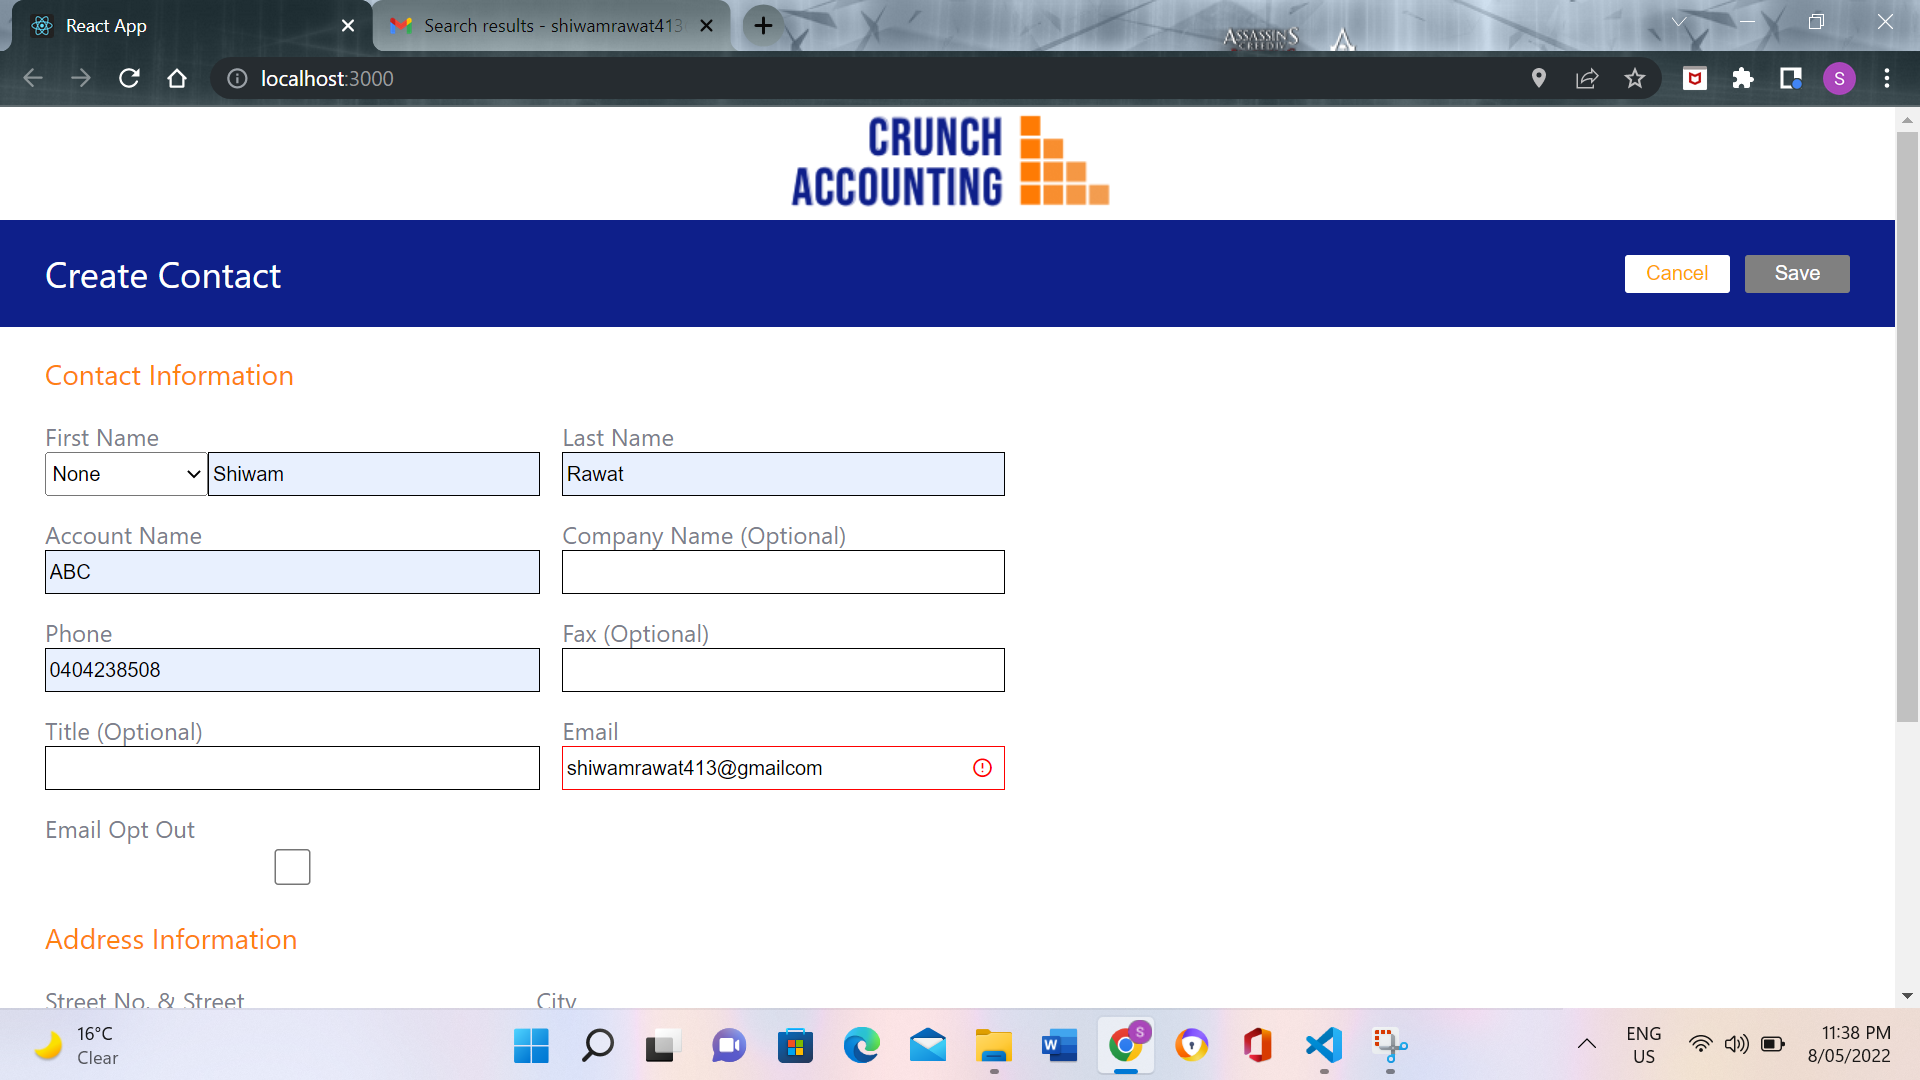 React App
Search results - shiwamrawat413
ASSASSIN'S
localhost:3000
S
CRUNCH
ACCOUNTING
Create Contact
Cancel
Save
Contact Information
First Name
Last Name
None
Shiwam
Rawat
Account Name
Company Name (Optional)
ABC
Phone
Fax (Optional)
0404238508
Title (Optional)
Email
shiwamrawat413@gmailcom
Email Opt Out
Address Information
Street No. & Street
City
16°C
Clear
W
S
ENG
US
11:38 PM
8/05/2022